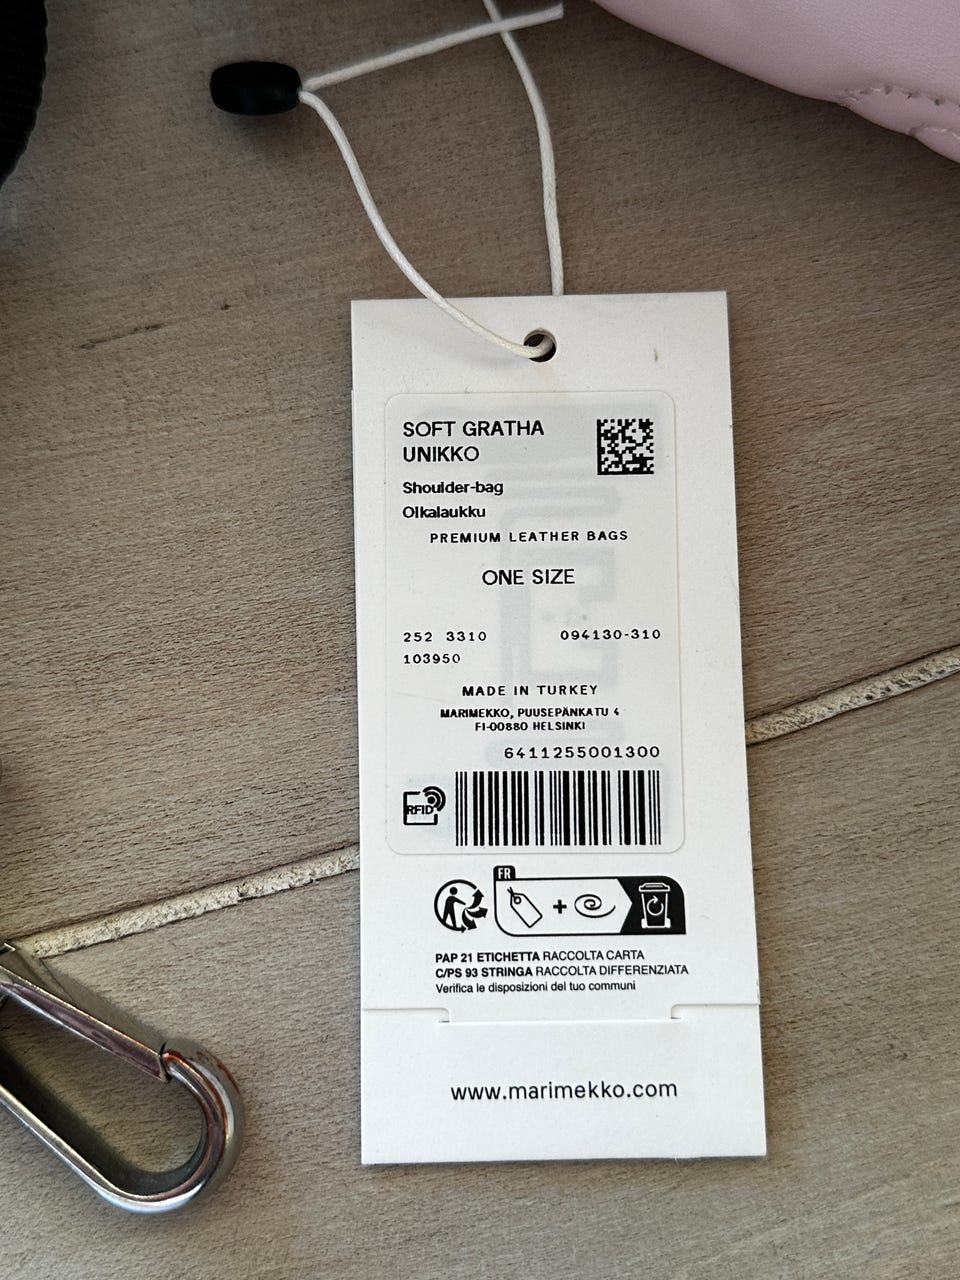 SOFT GRATHA
UNIKKO
Shoulder-bag
Olkalaukku
PREMIUM LEATHER BAGS
ONE SIZE
252 3310 094130-310
103950
MADE IN TURKEY
MARIMEKKO, PUUSEPÄNKATU 4
FI-00880 HELSINKI
6411255001300
RFID
FR
+
PAP 21 ETICHETTA RACCOLTA CARTA
C/PS 93 STRINGA RACCOLTA DIFFERENZIATA
Verifica le disposizioni del tuo communi
www.marimekko.com